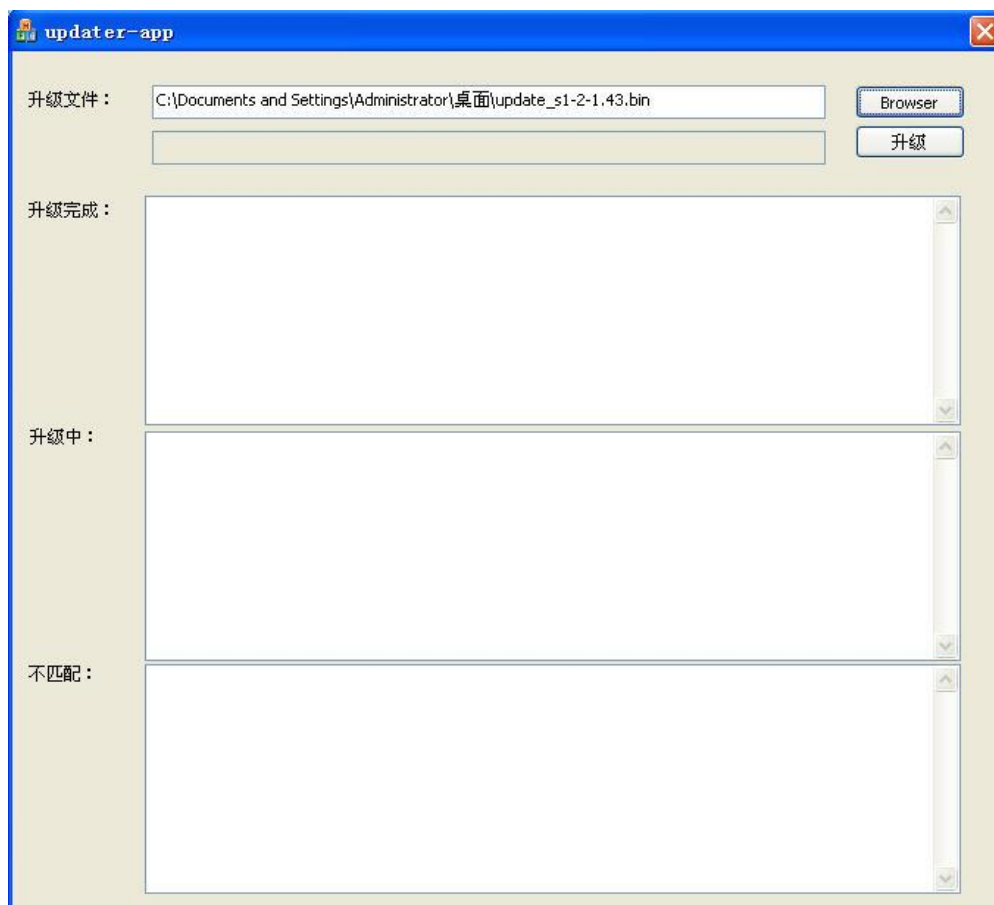 updater-app
升级文件：
C:\Documents and Settings\Administrator\桌面\update_s1-2-1.43.bin
Browser
升级
升级完成：
升级中：
不匹配：